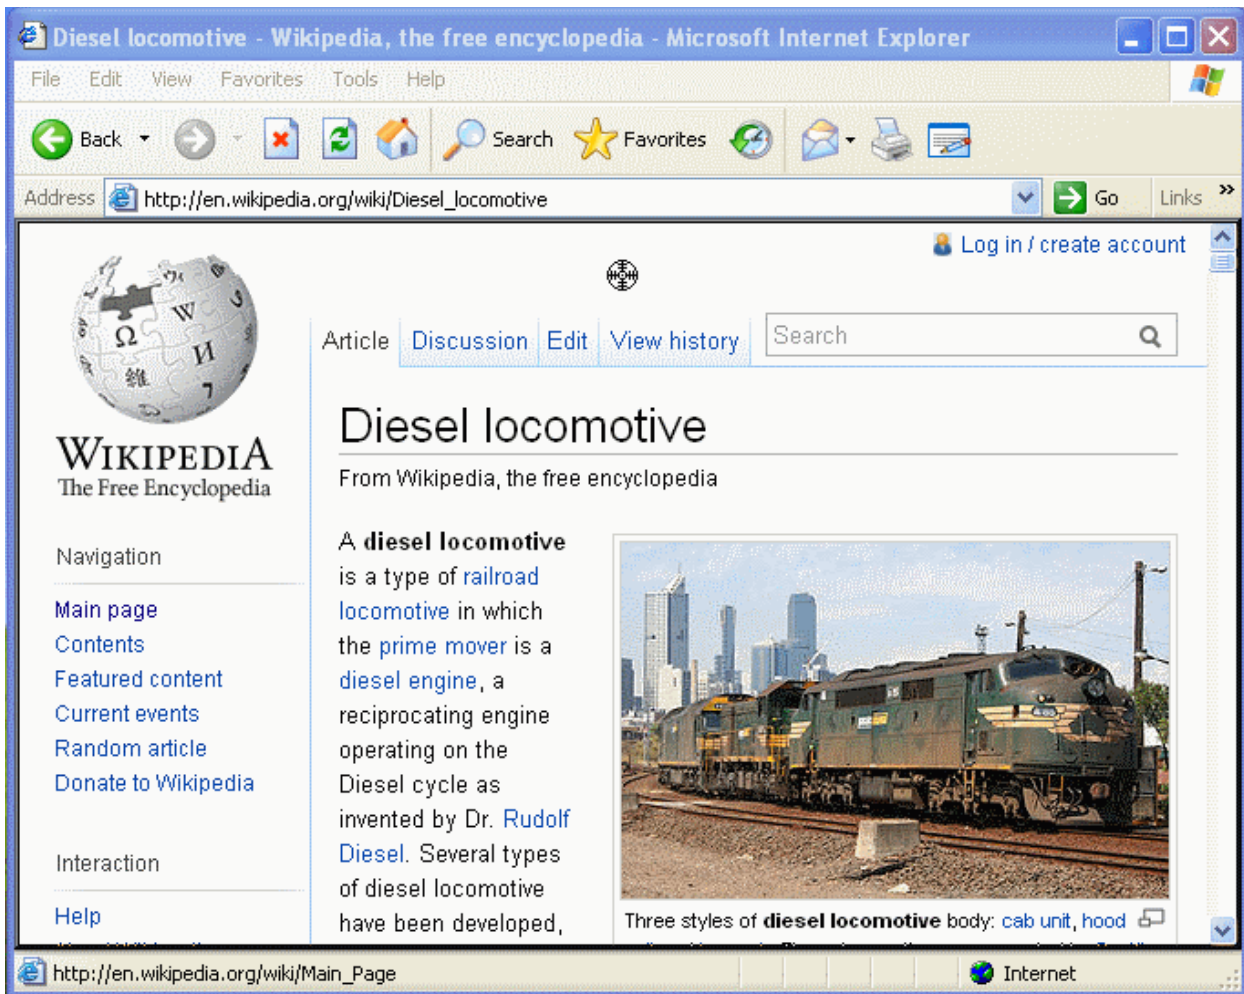 Diesel locomotive - Wikipedia, the free encyclopedia - Microsoft Internet Explorer
File Edit View Favorites Tools Help
Back Search Favorites
Address http://en.wikipedia.org/wiki/Diesel_locomotive Go Links »
Log in / create account
Article Discussion Edit View history Search
WIKIPEDIA
The Free Encyclopedia
Navigation
Main page
Contents
Featured content
Current events
Random article
Donate to Wikipedia
Interaction
Help
Diesel locomotive
From Wikipedia, the free encyclopedia
A diesel locomotive
is a type of railroad
locomotive in which
the prime mover is a
diesel engine, a
reciprocating engine
operating on the
Diesel cycle as
invented by Dr. Rudolf
Diesel. Several types
of diesel locomotive
have been developed,
Three styles of diesel locomotive body: cab unit, hood
http://en.wikipedia.org/wiki/Main_Page Internet